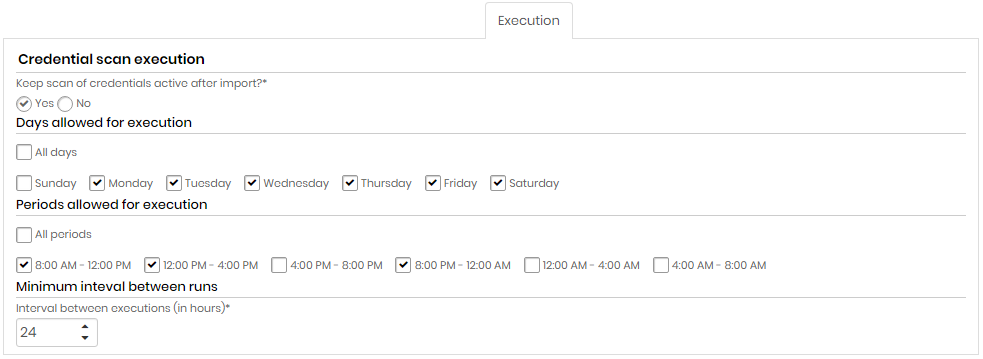 Execution
Credential scan execution
Keep scan of credentials active after import?*
Yes No
Days allowed for execution
All days
Sunday Monday Tuesday Wednesday Thursday Friday Saturday
Periods allowed for execution
All periods
8:00 AM - 12:00 PM 12:00 PM - 4:00 PM 4:00 PM - 8:00 PM 8:00 PM - 12:00 AM 12:00 AM - 4:00 AM 4:00 AM - 8:00 AM
Minimum inteval between runs
Interval between executions (in hours)*
24